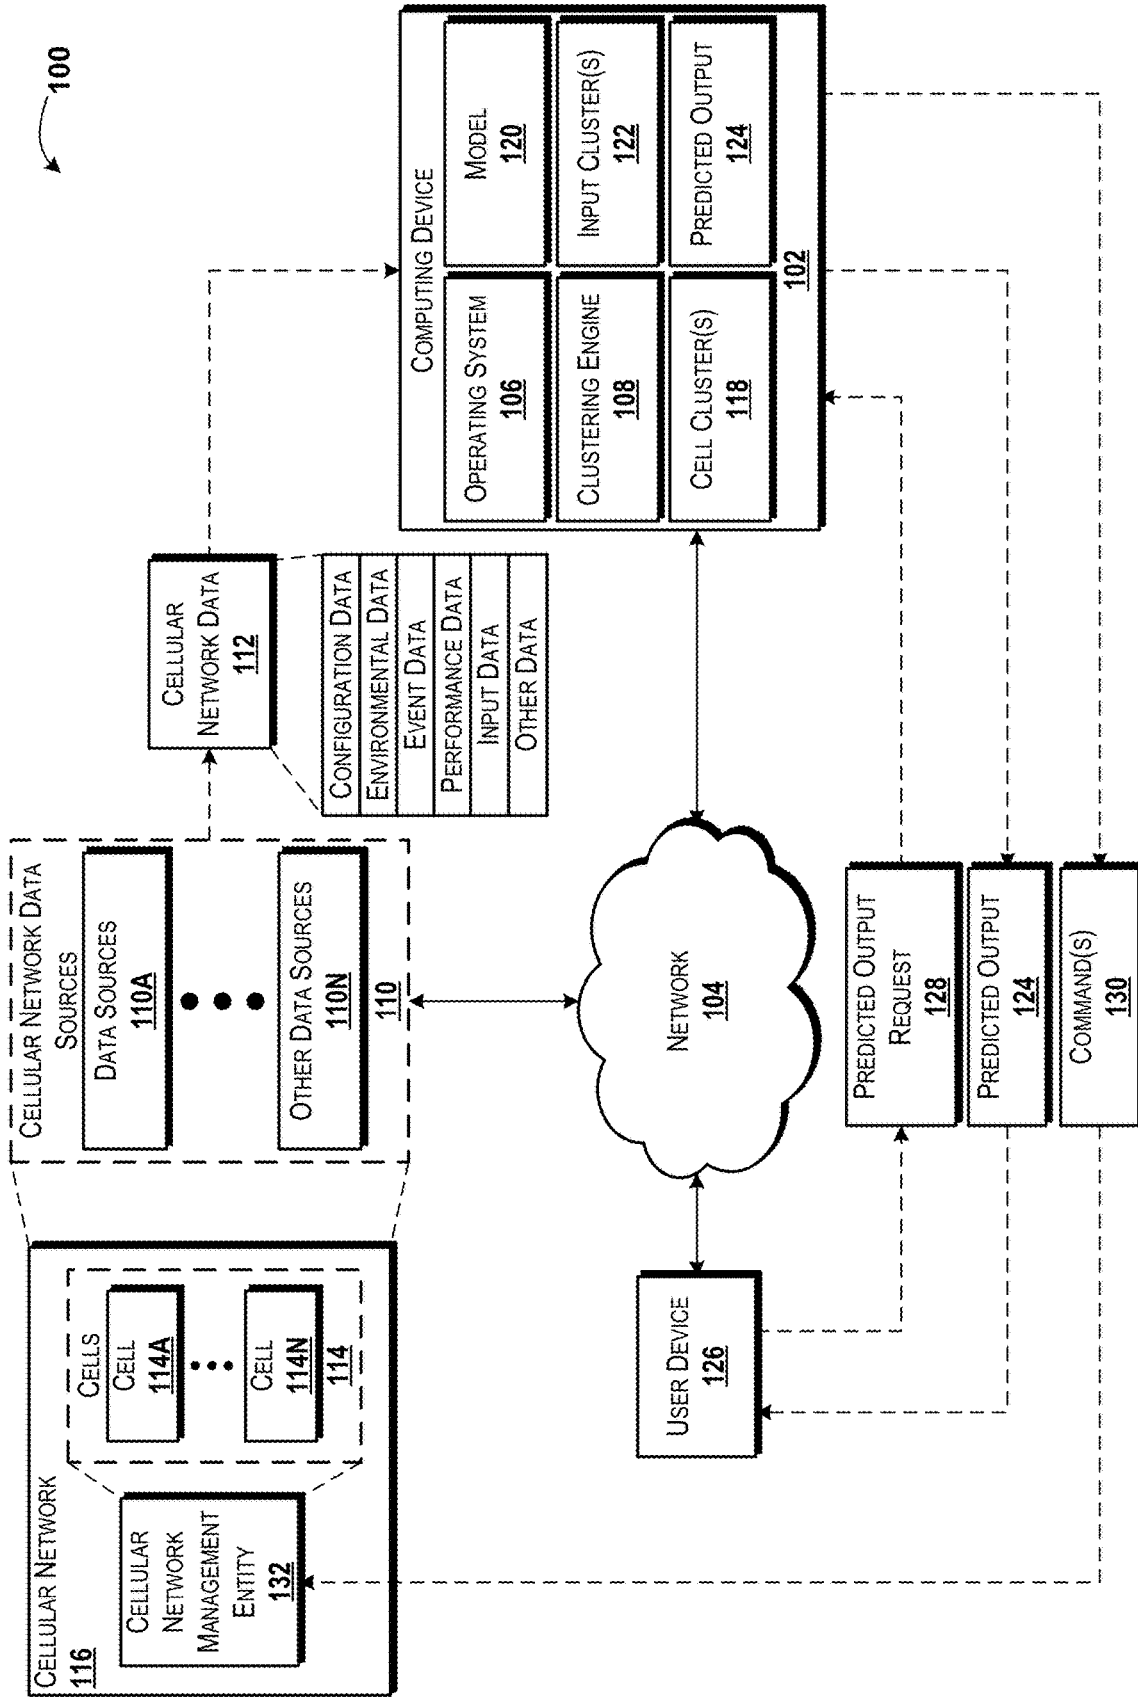 100
CELLULAR NETWORK
116
CELLULAR
NETWORK
MANAGEMENT
ENTITY
132
CELLS
CELL
114A
CELL
114N
114
CELLULAR NETWORK DATA
SOURCES
DATA SOURCES
110A
OTHER DATA SOURCES
110N
110
CELLULAR
NETWORK DATA
112
CONFIGURATION DATA
ENVIRONMENTAL DATA
EVENT DATA
PERFORMANCE DATA
INPUT DATA
OTHER DATA
COMPUTING DEVICE
OPERATING SYSTEM
106
MODEL
120
CLUSTERING ENGINE
108
INPUT CLUSTER(S)
122
CELL CLUSTER(S)
118
PREDICTED OUTPUT
124
102
NETWORK
104
USER DEVICE
126
PREDICTED OUTPUT
REQUEST
128
PREDICTED OUTPUT
124
COMMAND(S)
130